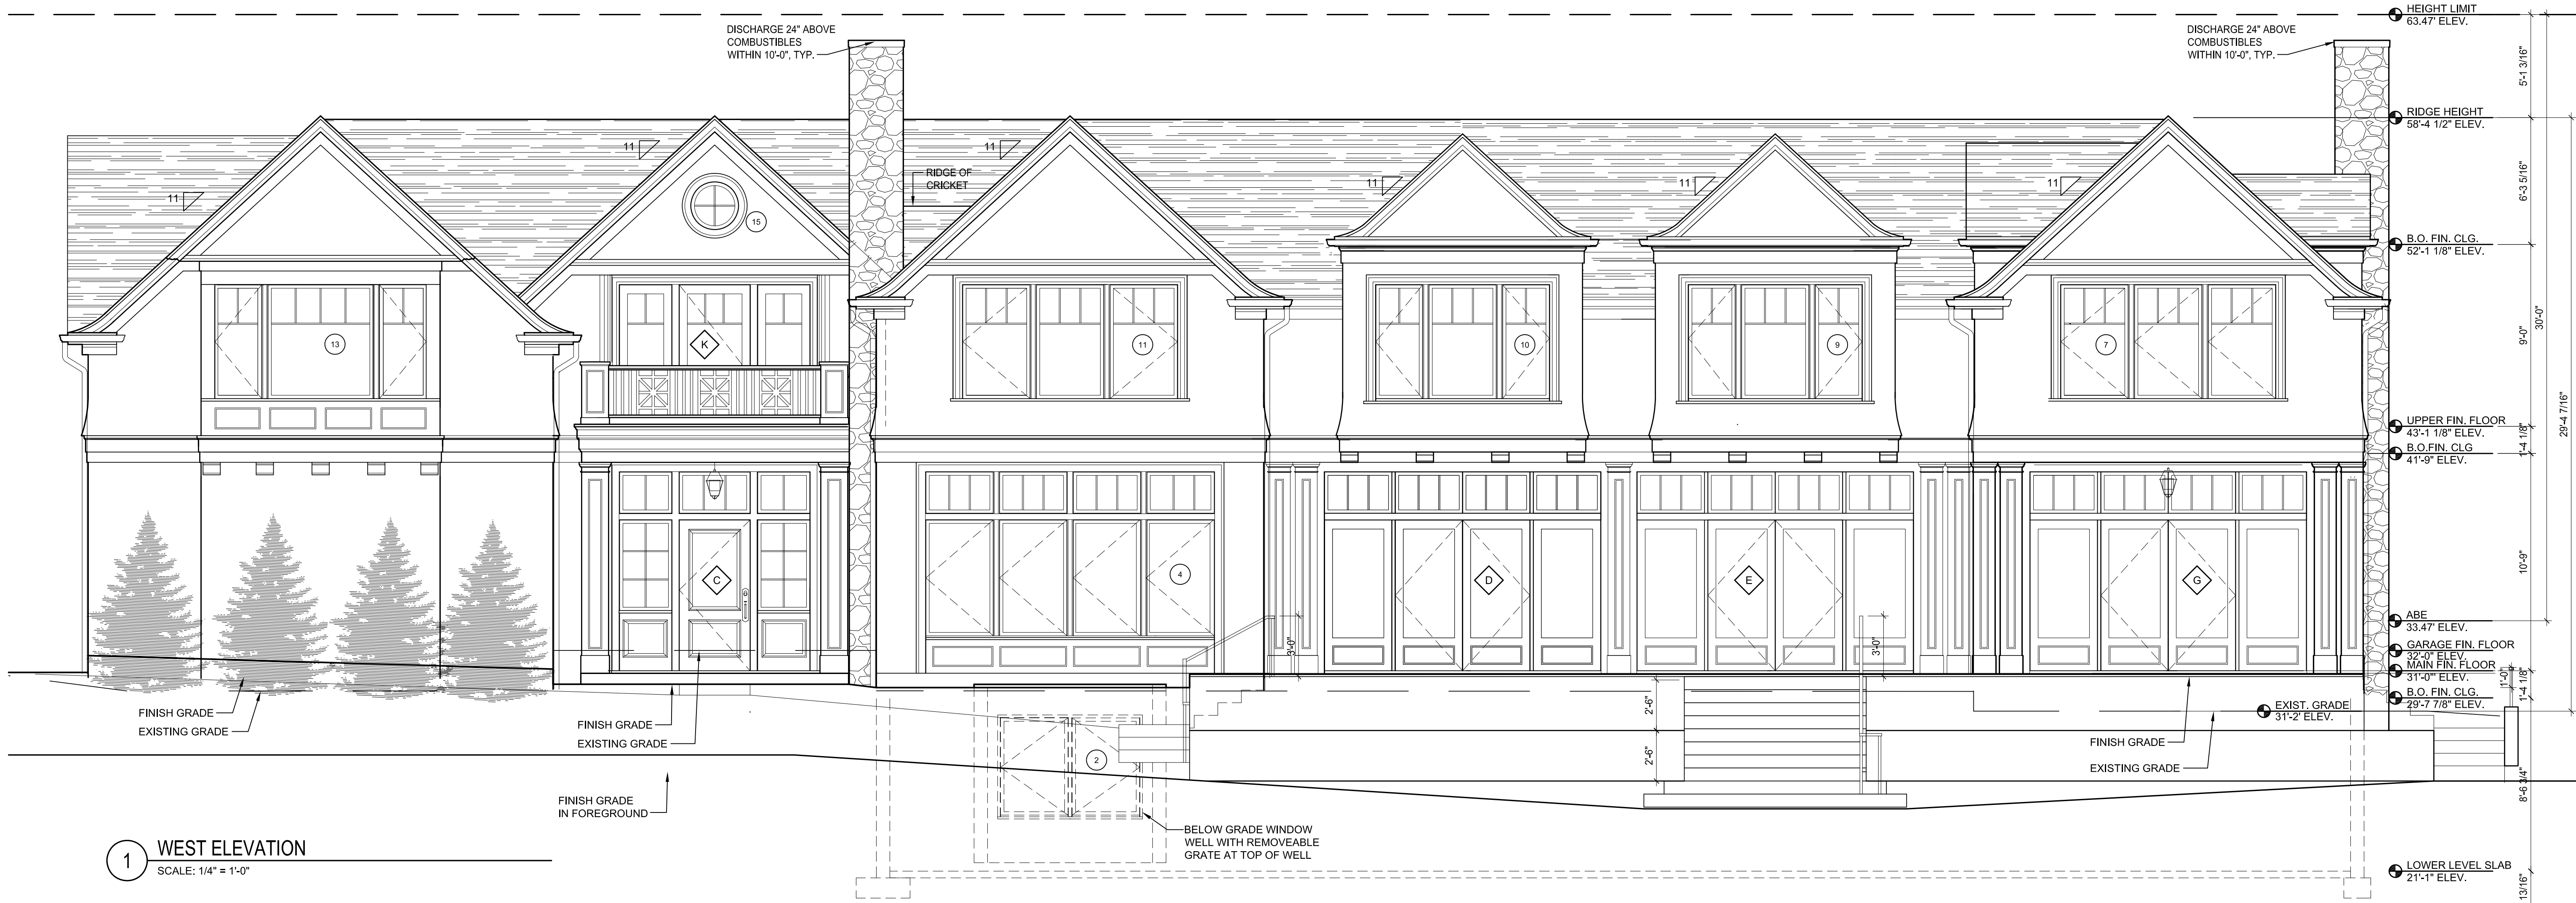 DISCHARGE 24" ABOVE
COMBUSTIBLES
WITHIN 10'-0", TYP.
DISCHARGE 24" ABOVE
COMBUSTIBLES
WITHIN 10'-0", TYP.
HEIGHT LIMIT
63.47' ELEV.
5'-1 3/16"
RIDGE HEIGHT
58'-4 1/2" ELEV.
11
11
11
11
11
11
RIDGE OF
CRICKET
15
6'-3 5/16"
B.O. FIN. CLG.
52'-1 1/8" ELEV.
13
K
11
10
9
7
9'-0"
30'-0"
UPPER FIN. FLOOR
43'-1 1/8" ELEV.
1'-4 1/8"
29'-4 7/16"
B.O.FIN. CLG
41'-9" ELEV.
C
4
D
E
G
10'-9"
ABE
33.47' ELEV.
3'-0"
3'-0"
GARAGE FIN. FLOOR
32'-0" ELEV.
MAIN FIN. FLOOR
31'-0" ELEV.
1'-0"
1'-4 1/8"
B.O. FIN. CLG.
29'-7 7/8" ELEV.
EXIST. GRADE
31'-2' ELEV.
FINISH GRADE
EXISTING GRADE
FINISH GRADE
EXISTING GRADE
2'-6"
2'-6"
FINISH GRADE
EXISTING GRADE
2
FINISH GRADE
IN FOREGROUND
8'-6 3/4"
BELOW GRADE WINDOW
WELL WITH REMOVEABLE
GRATE AT TOP OF WELL
1
WEST ELEVATION
SCALE: 1/4" = 1'-0"
LOWER LEVEL SLAB
21'-1" ELEV.
13/16"